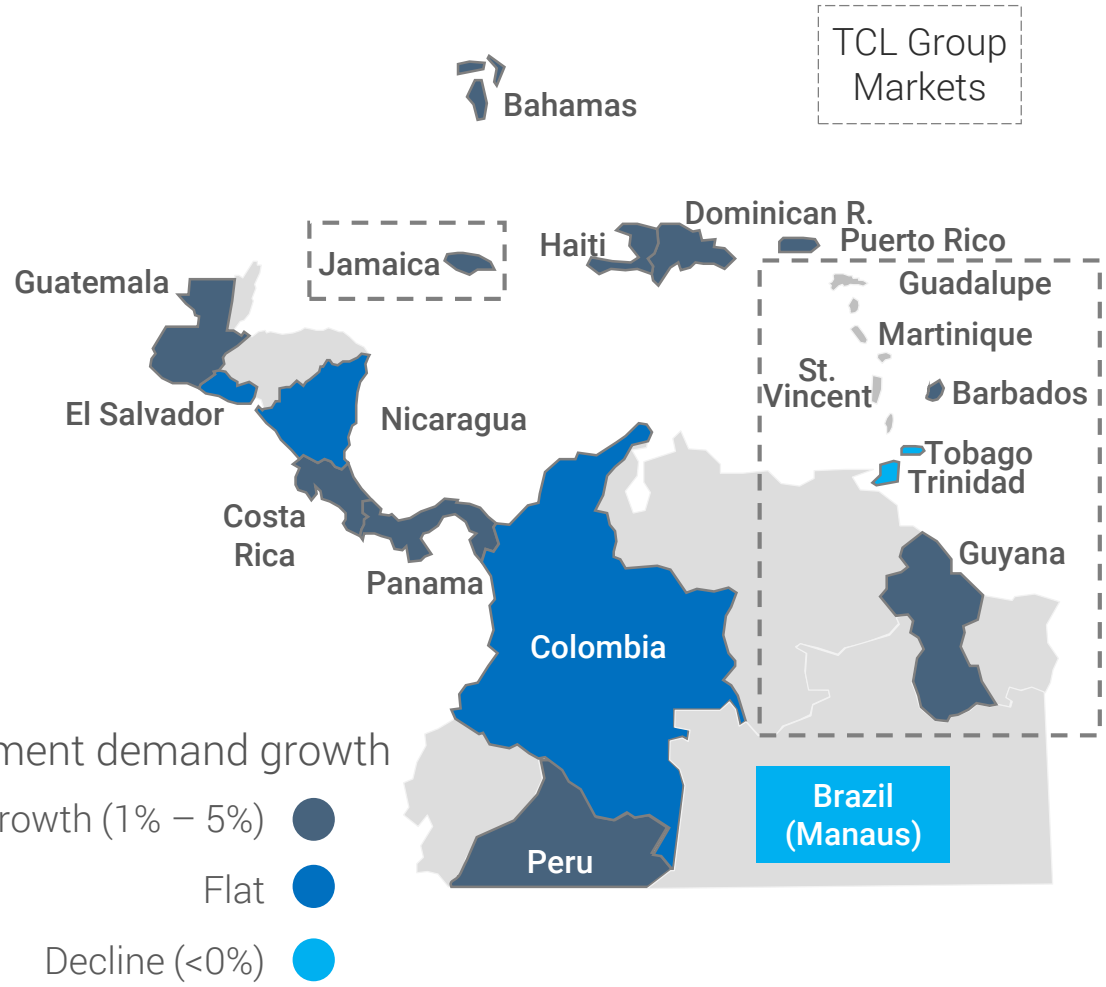 TCL Group
Markets
Bahamas
Dominican R.
Haiti
Puerto Rico
Jamaica
Guatemala
Guadalupe
Martinique
St.
Vincent
Barbados
El Salvador
Nicaragua
Tobago
Trinidad
Costa
Rica
Guyana
Panama
Colombia
ment demand growth
rowth (1% – 5%)
Brazil
(Manaus)
Peru
Flat
Decline (<0%)